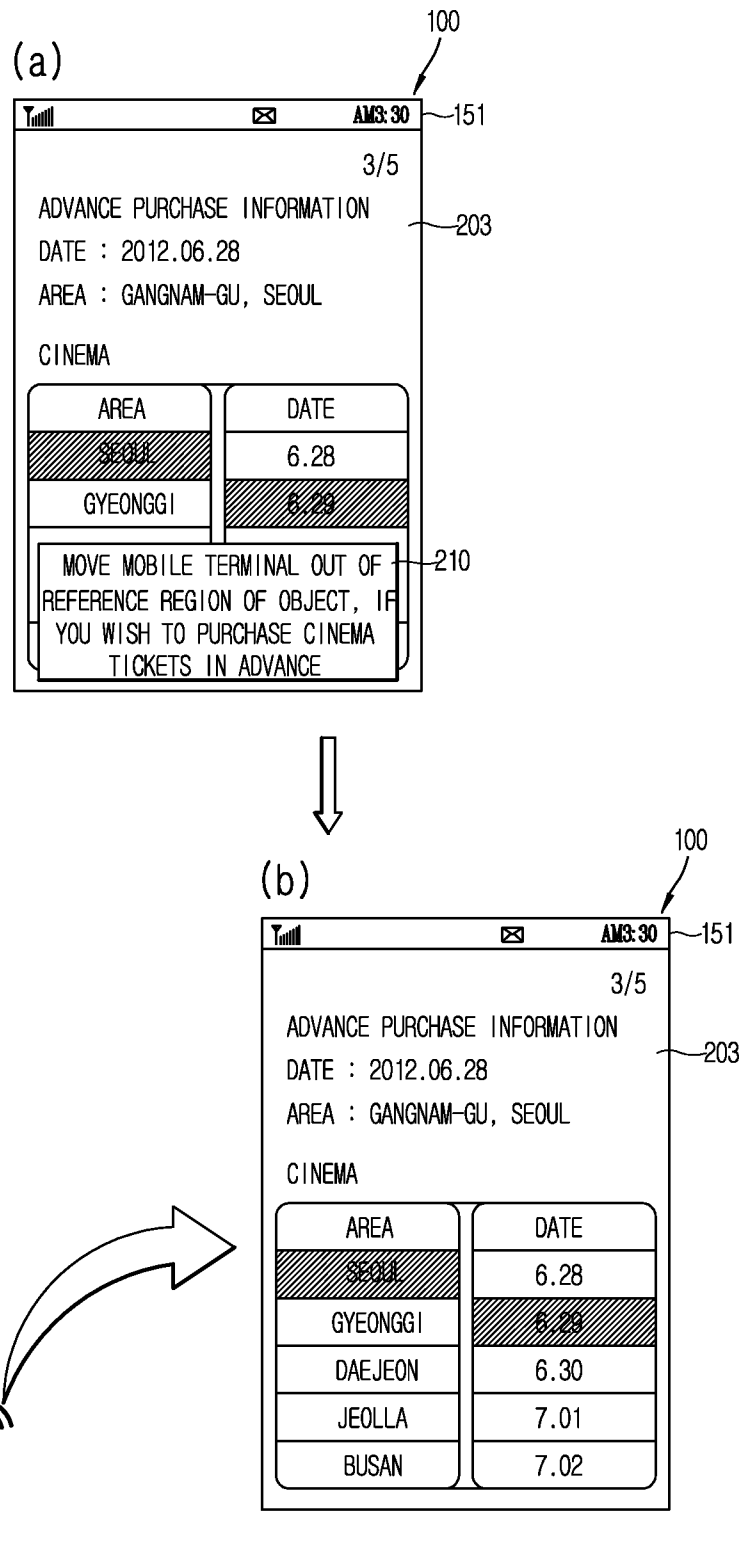 100
(a)
AM3:30
151
3/5
ADVANCE PURCHASE INFORMATION
203
DATE : 2012.06.28
AREA : GANGNAM-GU, SEOUL
CINEMA
AREA DATE
SEOUL 6.28
GYEONGGI 6.29
MOVE MOBILE TERMINAL OUT OF
210
REFERENCE REGION OF OBJECT, IF
YOU WISH TO PURCHASE CINEMA
TICKETS IN ADVANCE
100
(b)
AM3:30
151
3/5
ADVANCE PURCHASE INFORMATION
203
DATE : 2012.06.28
AREA : GANGNAM-GU, SEOUL
CINEMA
AREA DATE
SEOUL 6.28
GYEONGGI 6.29
DAEJEON 6.30
JEOLLA 7.01
BUSAN 7.02